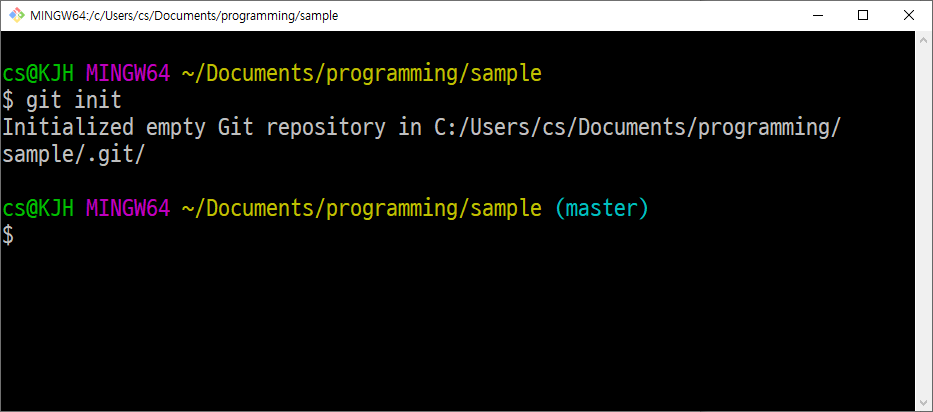 MINGW64:/c/Users/cs/Documents/programming/sample
cs@KJH MINGW64 ~/Documents/programming/sample
$ git init
Initialized empty Git repository in C:/Users/cs/Documents/programming/
sample/.git/
cs@KJH MINGW64 ~/Documents/programming/sample (master)
$